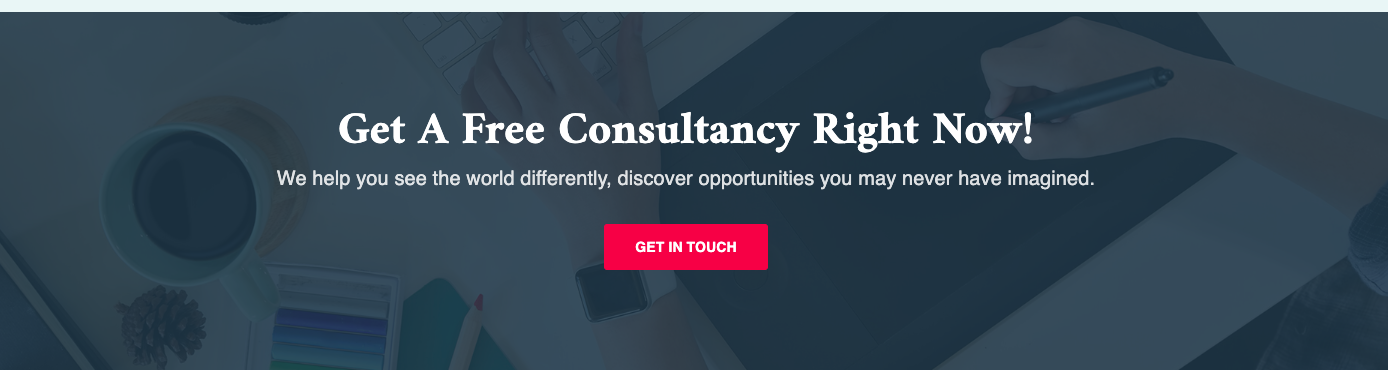 Get A Free Consultancy Right Now!
We help you see the world differently, discover opportunities you may never have imagined.
GET IN TOUCH